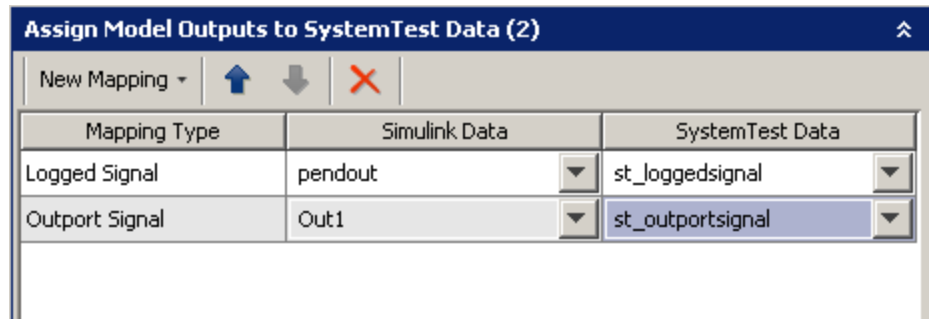 Assign Model Outputs to SystemTest Data (2)
New Mapping
Mapping Type Simulink Data SystemTest Data
Logged Signal pendout st_loggedsignal
Outport Signal Out1 st_outportsignal